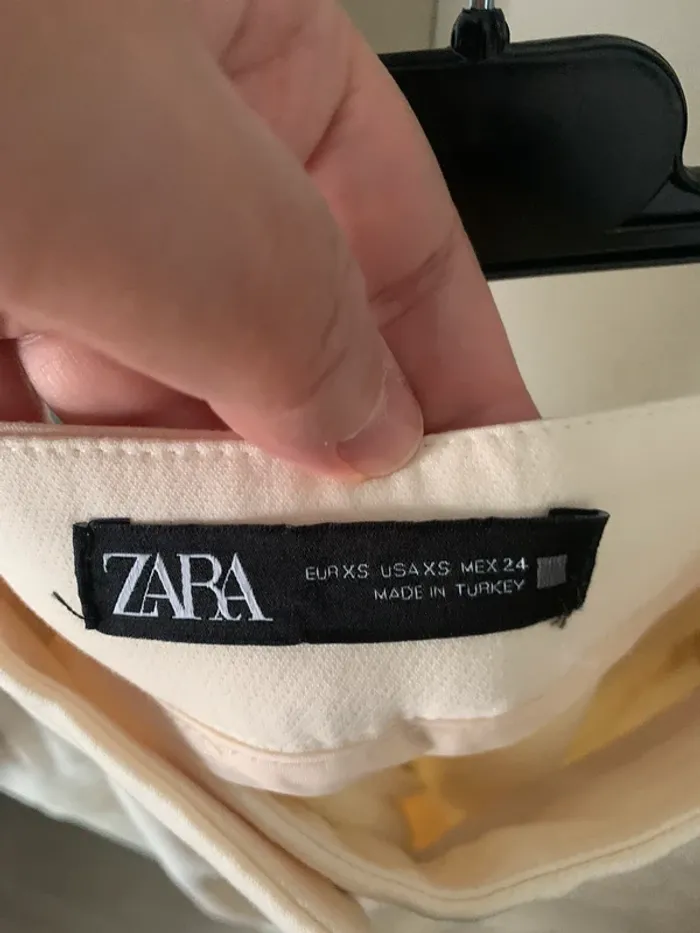 ZARA
EUR XS USA XS MEX 24
MADE IN TURKEY